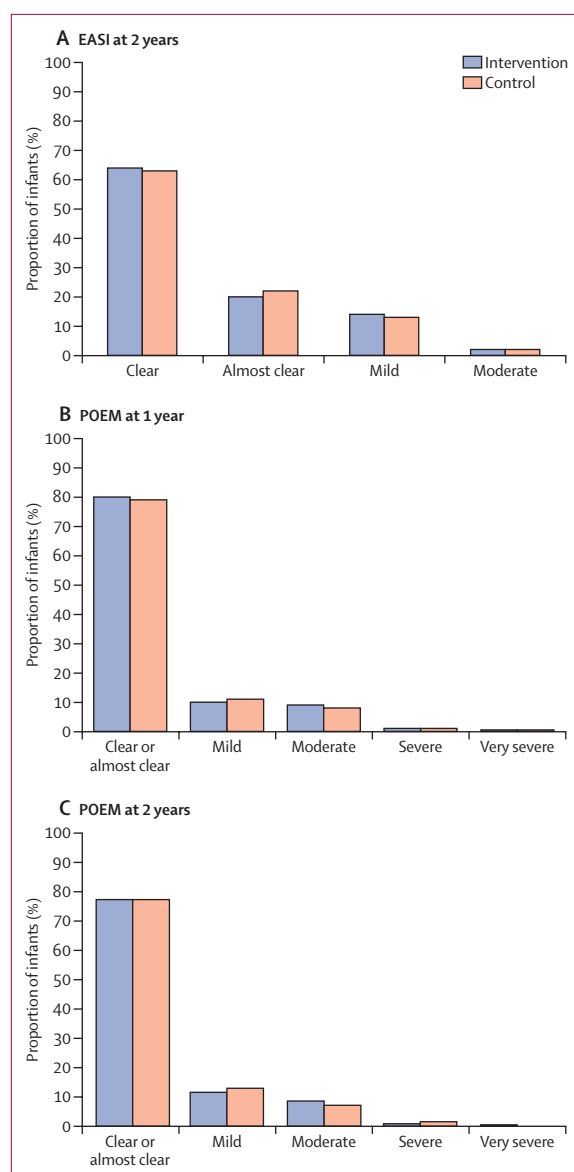 A EASI at 2 years
Intervention
Control
Proportion of infants (%)
100
90
80
70
60
50
40
30
20
10
0
Clear
Almost clear
Mild
Moderate
B POEM at 1 year
Proportion of infants (%)
100
90
80
70
60
50
40
30
20
10
0
Clear or
almost clear
Mild
Moderate
Severe
Very severe
C POEM at 2 years
Proportion of infants (%)
100
90
80
70
60
50
40
30
20
10
0
Clear or
almost clear
Mild
Moderate
Severe
Very severe